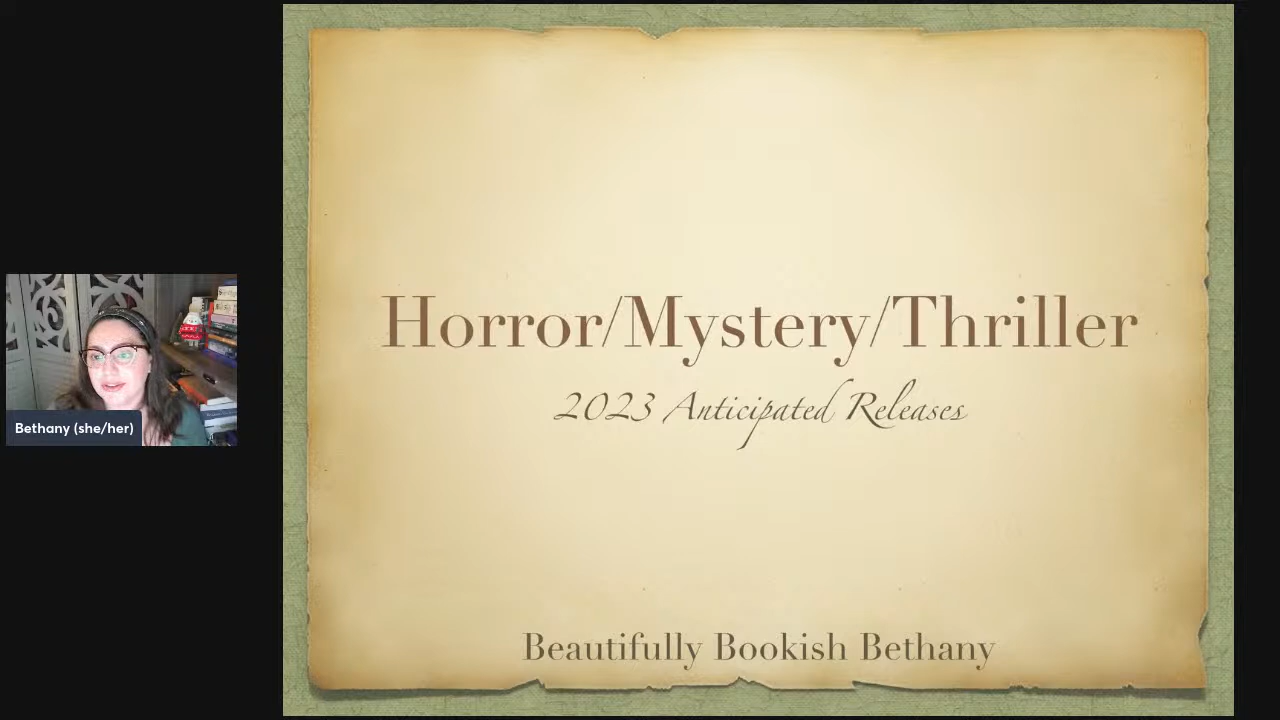 Horror/Mystery/Thriller
2023 Anticipated Releases
Bethany (she/her)
Beautifully Bookish Bethany